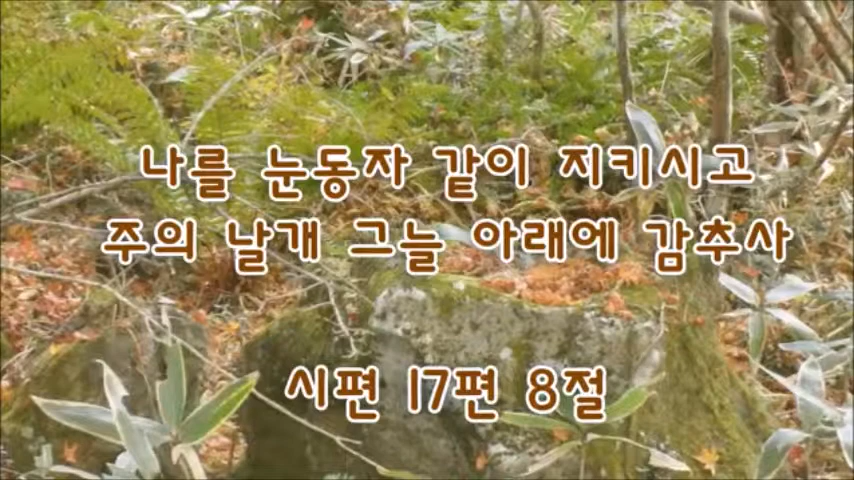 나를 눈동자 같이 지키시고
주의 날개 그늘 아래에 감추사
시편 17편 8절